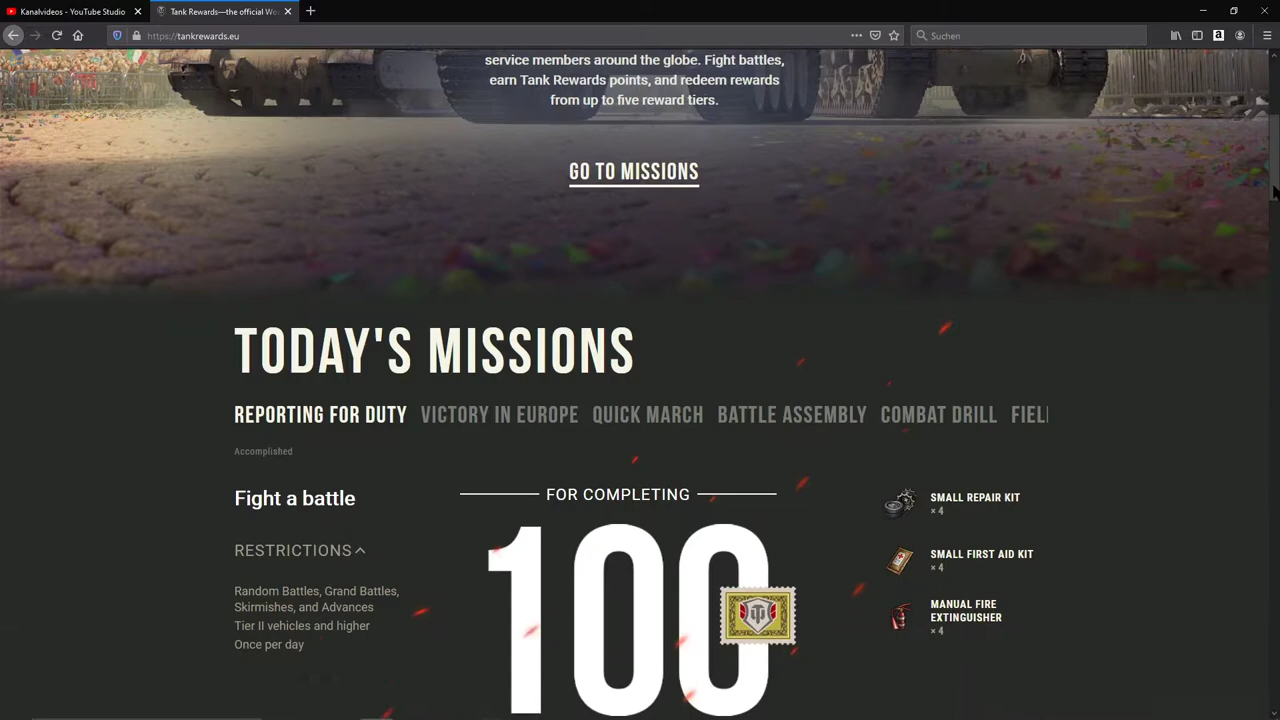 Kanalvideos - YouTube Studio
Tank Rewards—the official Wo
https://tankrewards.eu
Suchen
service members around the globe. Fight battles,
earn Tank Rewards points, and redeem rewards
from up to five reward tiers.
GO TO MISSIONS
TODAY'S MISSIONS
REPORTING FOR DUTY VICTORY IN EUROPE QUICK MARCH BATTLE ASSEMBLY COMBAT DRILL FIEL
Accomplished
Fight a battle
RESTRICTIONS
Random Battles, Grand Battles,
Skirmishes, and Advances
Tier II vehicles and higher
Once per day
FOR COMPLETING
100
SMALL REPAIR KIT
× 4
SMALL FIRST AID KIT
× 4
MANUAL FIRE
EXTINGUISHER
× 4